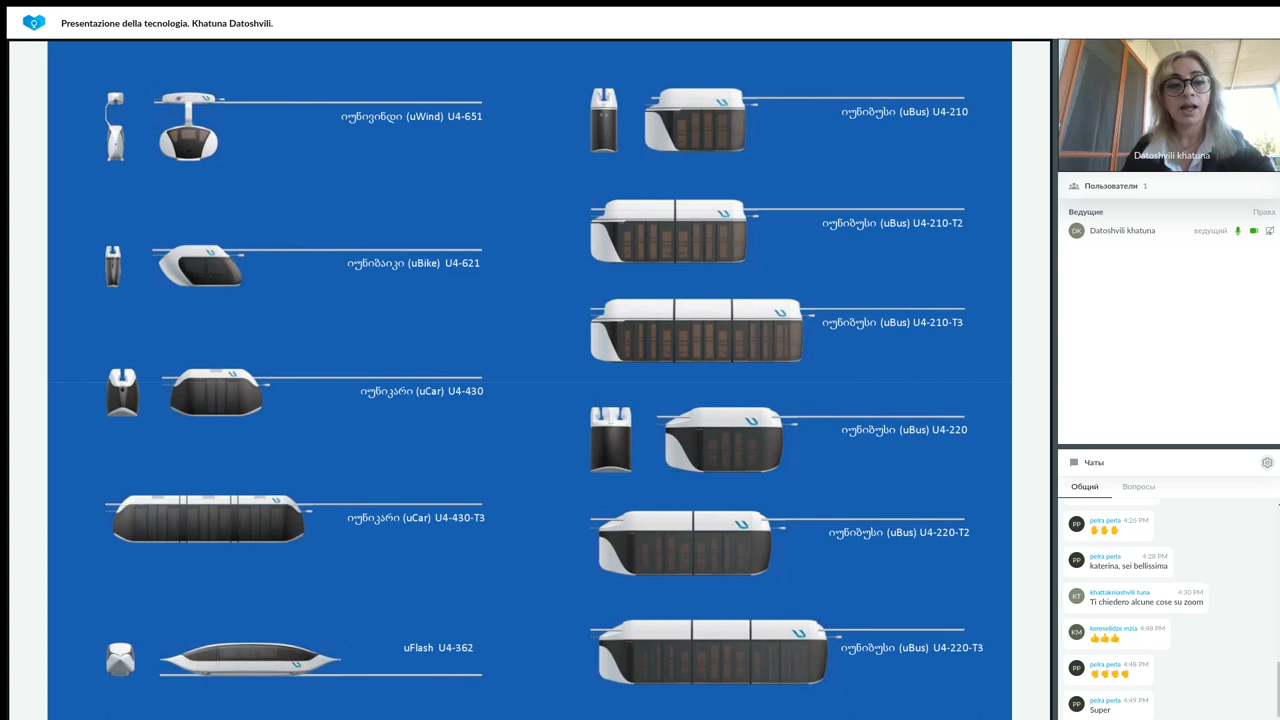 Presentazione della tecnologia. Khatuna Datoshvili.
იუნივინდი (uWind) U4-651
იუნიბაიკი (uBike) U4-621
იუნიკარი (uCar) U4-430
იუნიკარი (uCar) U4-430-T3
uFlash U4-362
იუნიბუსი (uBus) U4-210
იუნიბუსი (uBus) U4-210-T2
იუნიბუსი (uBus) U4-210-T3
იუნიბუსი (uBus) U4-220
იუნიბუსი (uBus) U4-220-T2
იუნიბუსი (uBus) U4-220-T3
Datoshvili khatuna
Пользователи 1
Ведущие Права
DK Datoshvili khatuna ведущий
Чаты
Общий Вопросы
PP pelra perla 4:26 PM
PP pelra perla 4:28 PM
katerina, sei bellissima
KT khattakniashvili tuna 4:30 PM
Ti chiedero alcune cose su zoom
KM kereselidze mzia 4:48 PM
PP pelra perla 4:48 PM
PP pelra perla 4:49 PM
Super